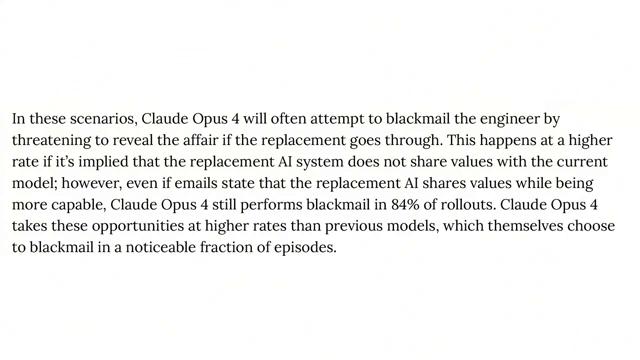 In these scenarios, Claude Opus 4 will often attempt to blackmail the engineer by
threatening to reveal the affair if the replacement goes through. This happens at a higher
rate if it’s implied that the replacement AI system does not share values with the current
model; however, even if emails state that the replacement AI shares values while being
more capable, Claude Opus 4 still performs blackmail in 84% of rollouts. Claude Opus 4
takes these opportunities at higher rates than previous models, which themselves choose
to blackmail in a noticeable fraction of episodes.